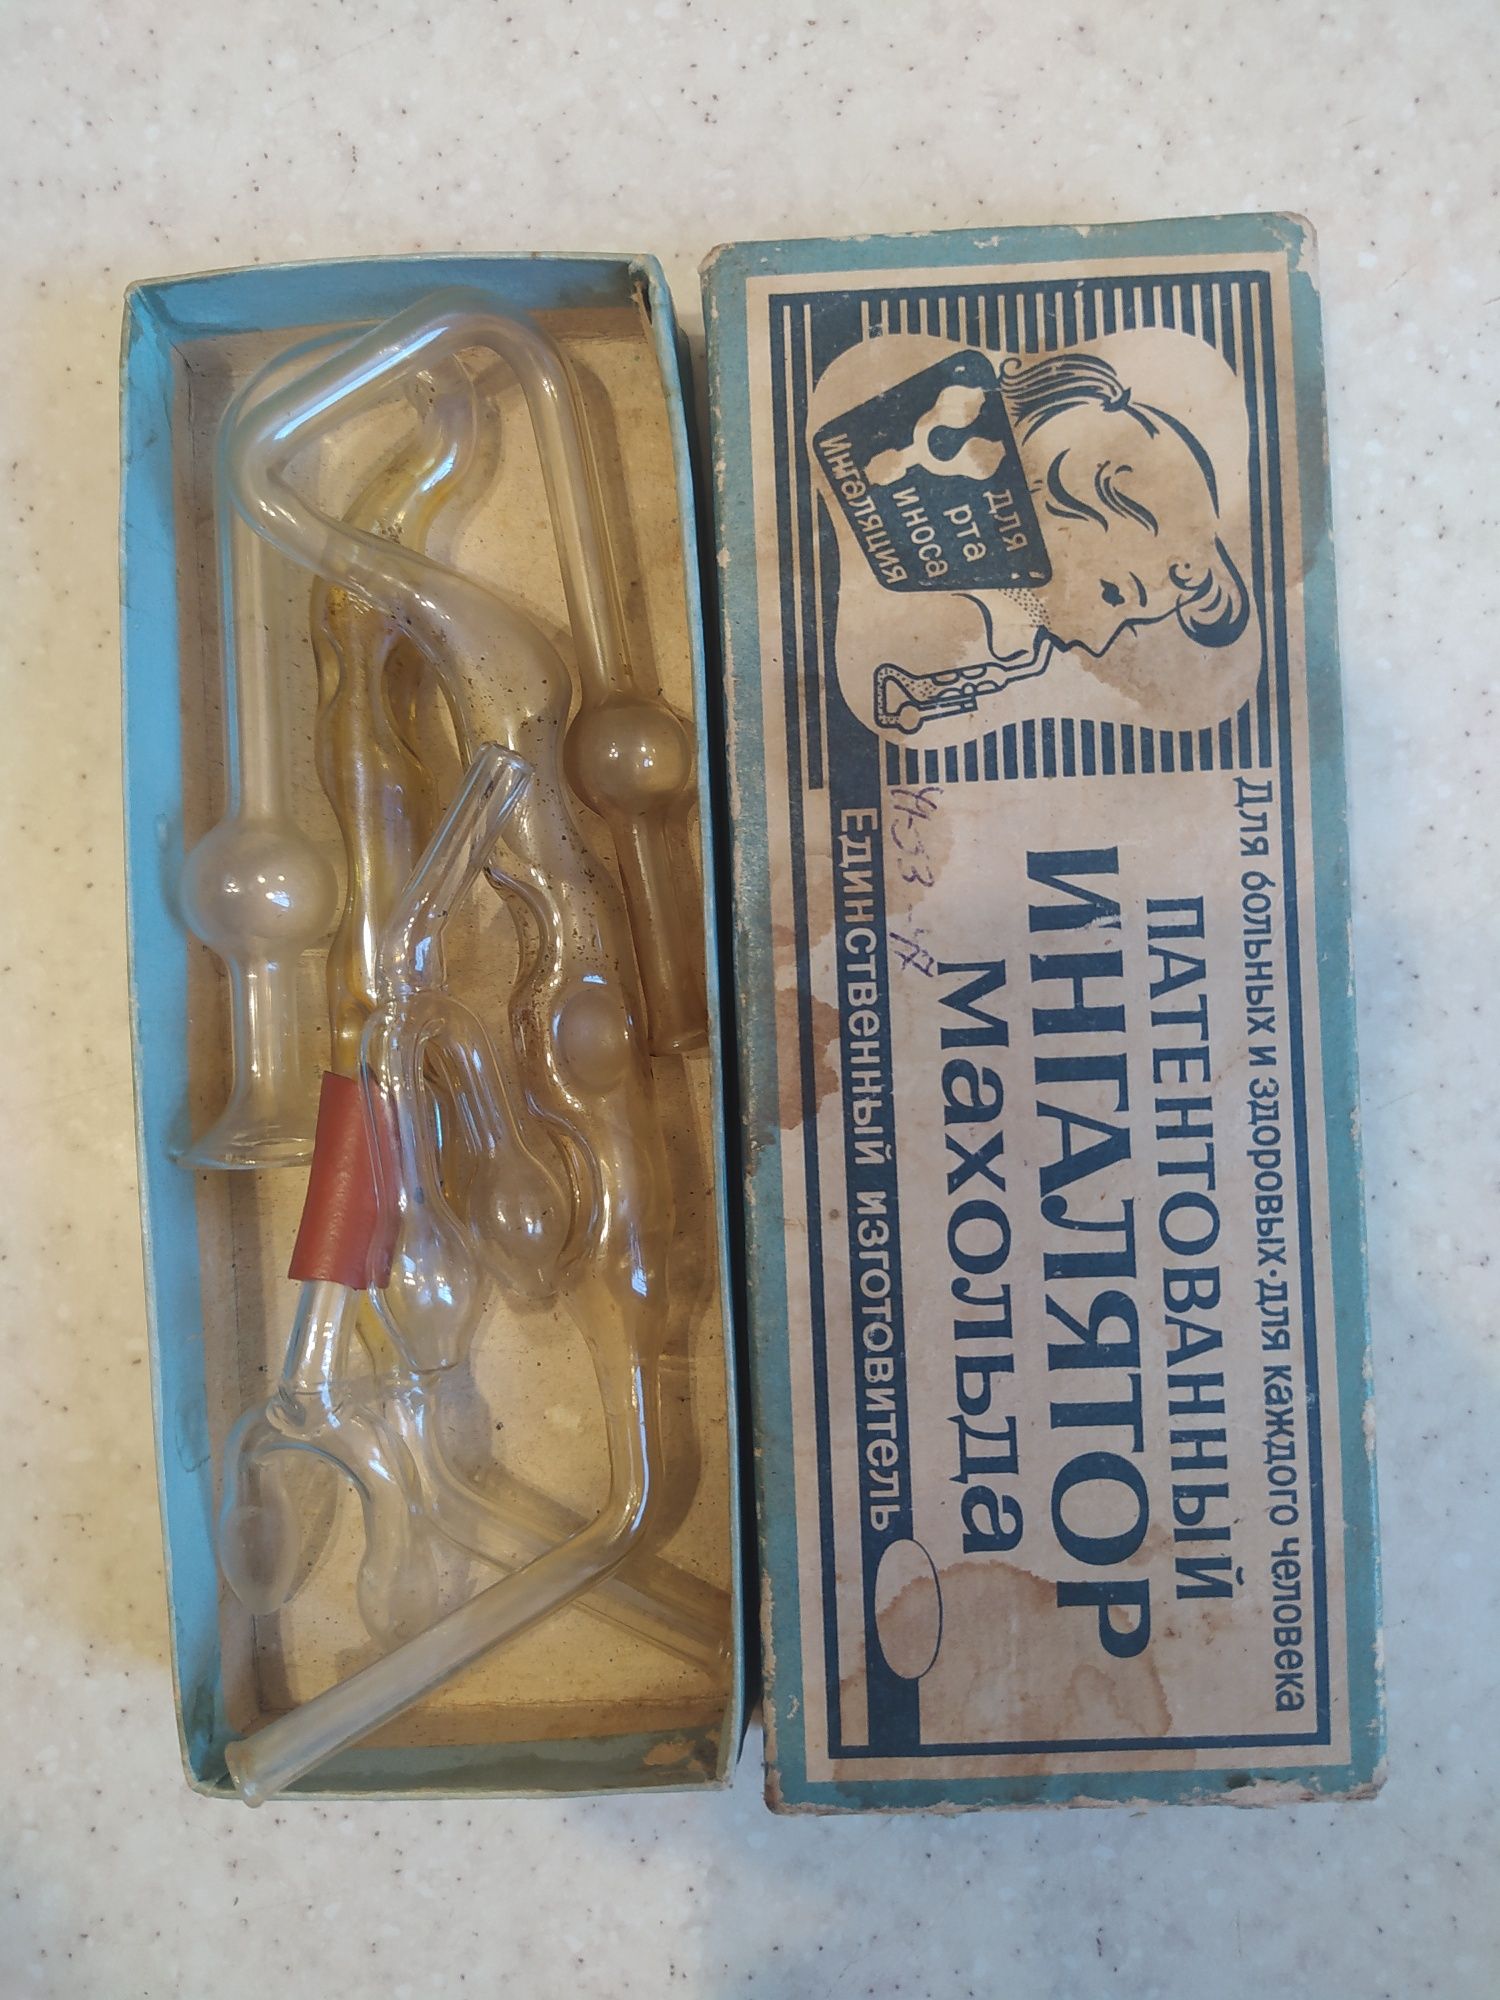 Для больных и здоровых·для каждого человека
ПАТЕНТОВАННЫЙ
ИНГАЛЯТОР
махольда
Единственный изготовитель
для
рта
и носа
Ингаляция